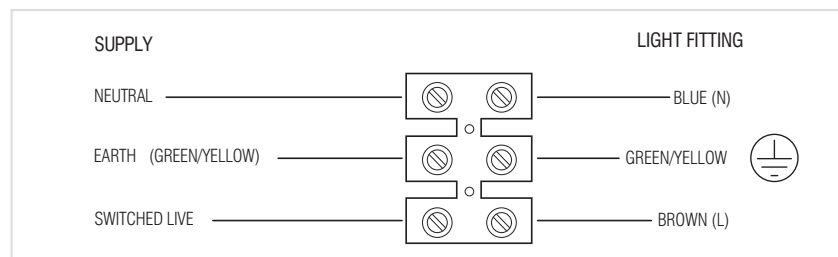 SUPPLY LIGHT FITTING
NEUTRAL BLUE (N)
EARTH (GREEN/YELLOW) GREEN/YELLOW
SWITCHED LIVE BROWN (L)